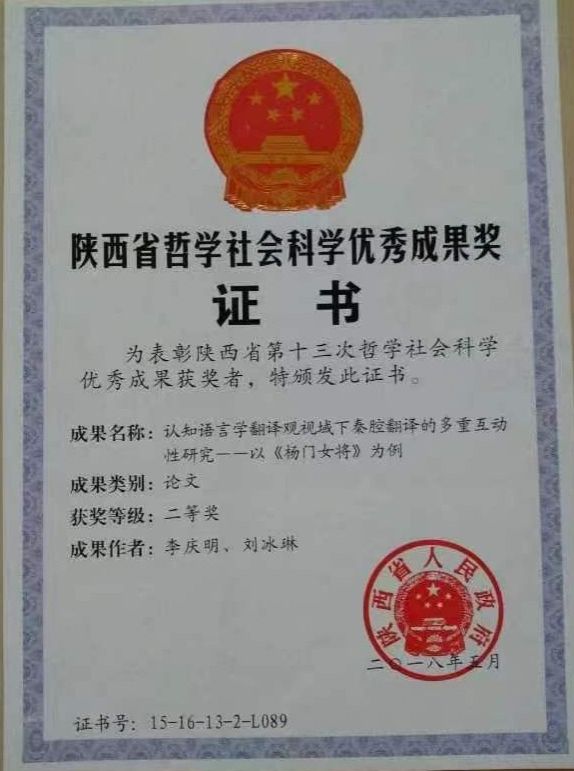 陕西省哲学社会科学优秀成果奖
证 书
为表彰陕西省第十三次哲学社会科学
优秀成果获奖者，特颁发此证书。
成果名称：认知语言学翻译观视域下秦腔翻译的多重互动
性研究——以《杨门女将》为例
成果类别：论文
获奖等级：二等奖
成果作者：李庆明、刘冰琳
陕西省人民政府
二〇一八年五月
证书号：15-16-13-2-L089